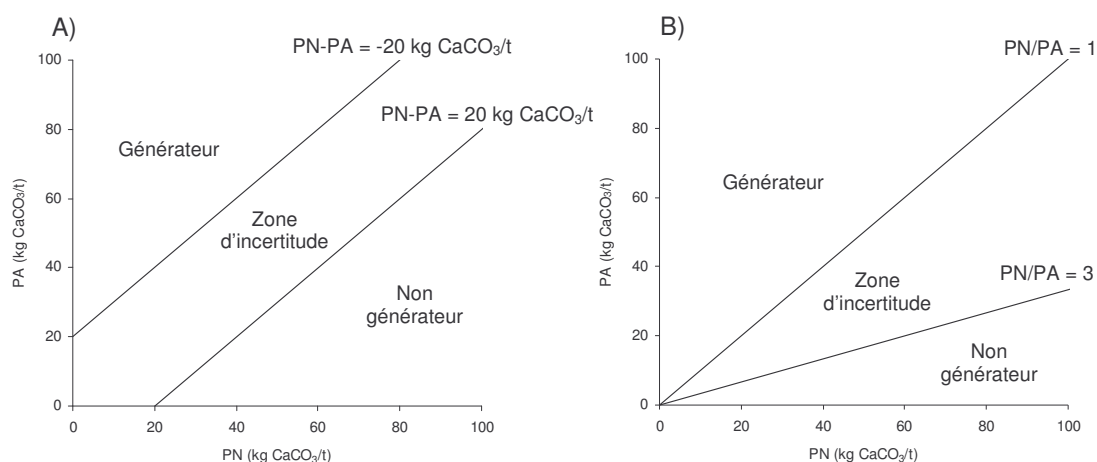 A)
PN-PA = -20 kg CaCO₃/t
PN-PA = 20 kg CaCO₃/t
Générateur
Zone
d'incertitude
Non
générateur
PA (kg CaCO₃/t)
100
80
60
40
20
0
0 20 40 60 80 100
PN (kg CaCO₃/t)
B)
PN/PA = 1
Générateur
PN/PA = 3
Zone
d'incertitude
Non
générateur
PA (kg CaCO₃/t)
100
80
60
40
20
0
0 20 40 60 80 100
PN (kg CaCO₃/t)